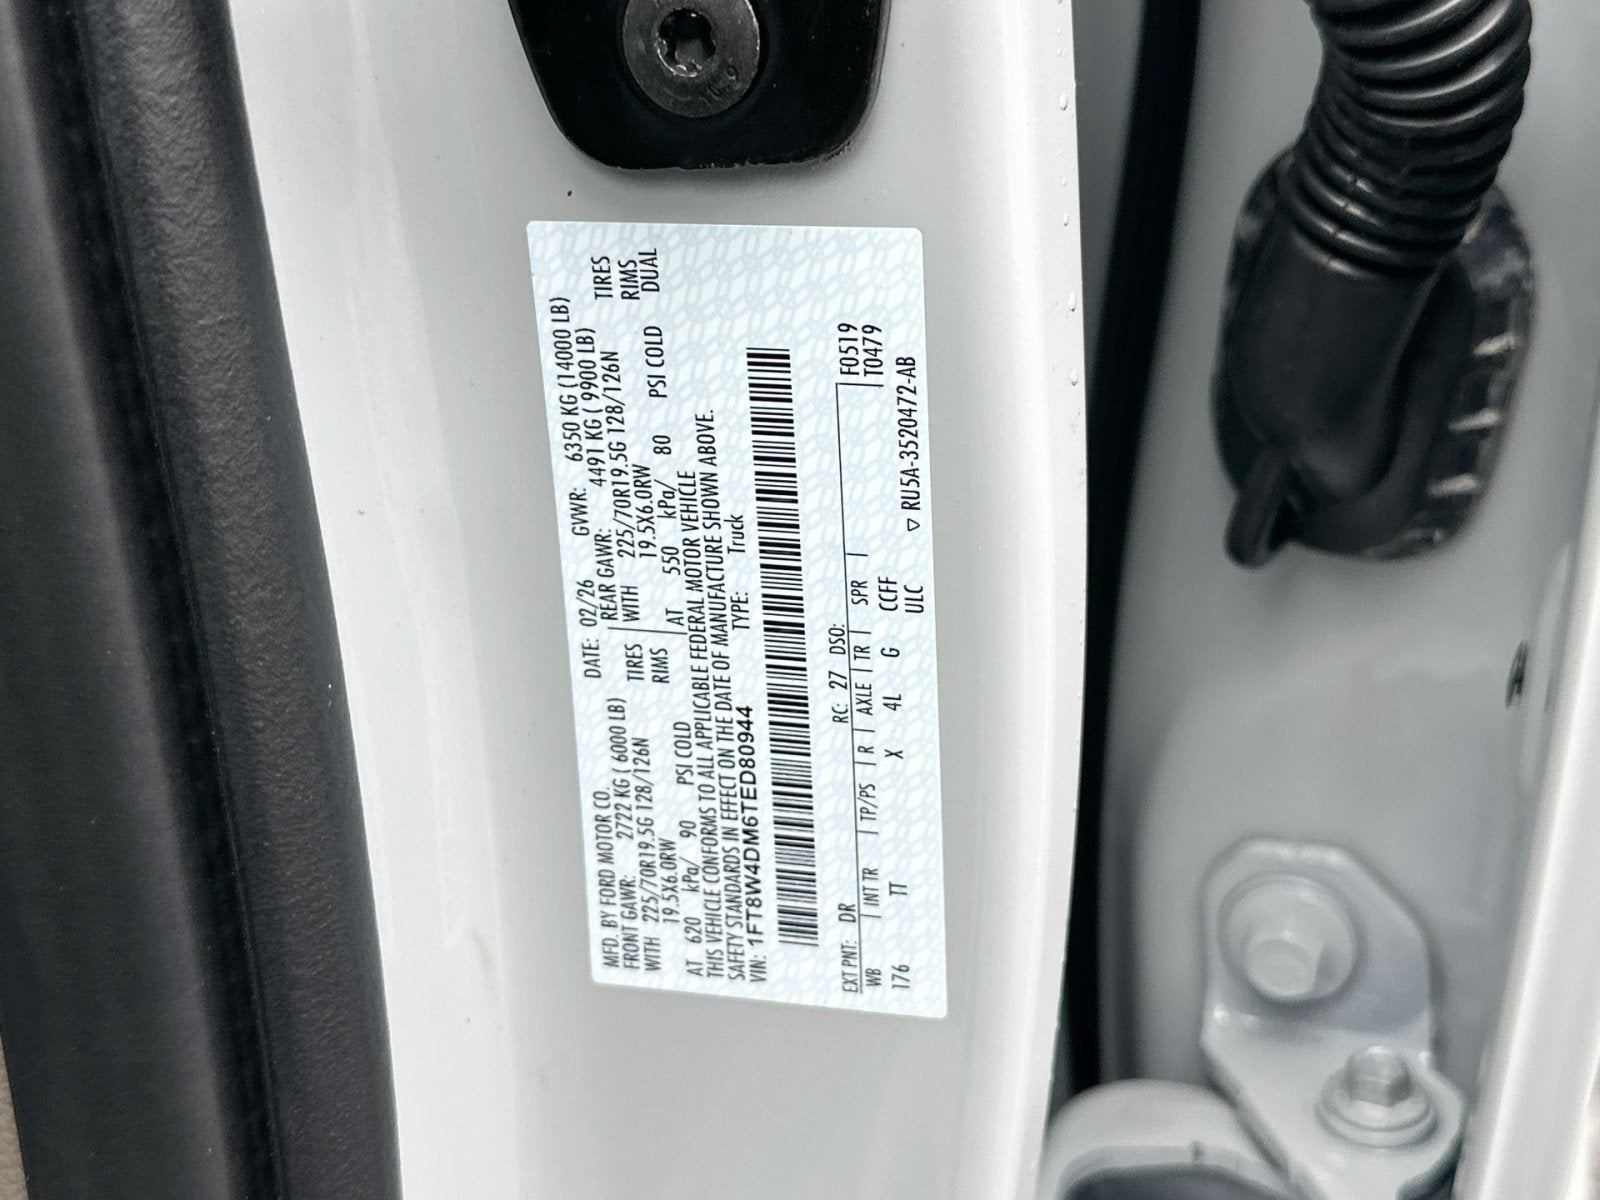 MFD. BY FORD MOTOR CO.
DATE: 02/26 GVWR: 6350 KG (14000 LB)
FRONT GAWR: 2722 KG ( 6000 LB)
REAR GAWR: 4491 KG ( 9900 LB)
WITH 225/70R19.5G 128/126N TIRES
WITH 225/70R19.5G 128/126N TIRES
19.5X6.0RW RIMS
19.5X6.0RW RIMS
AT 620 kPa/ 90 PSI COLD
AT 550 kPa/ 80 PSI COLD DUAL
THIS VEHICLE CONFORMS TO ALL APPLICABLE FEDERAL MOTOR VEHICLE
SAFETY STANDARDS IN EFFECT ON THE DATE OF MANUFACTURE SHOWN ABOVE.
VIN: 1FT8W4DM6TED80944 TYPE: Truck
EXT PNT: DR RC: 27 DSO: F0519
WB INT TR TP/PS R AXLE TR SPR T0479
176 TT X 4L G CCFF
ULC ▽ RU5A-3520472-AB